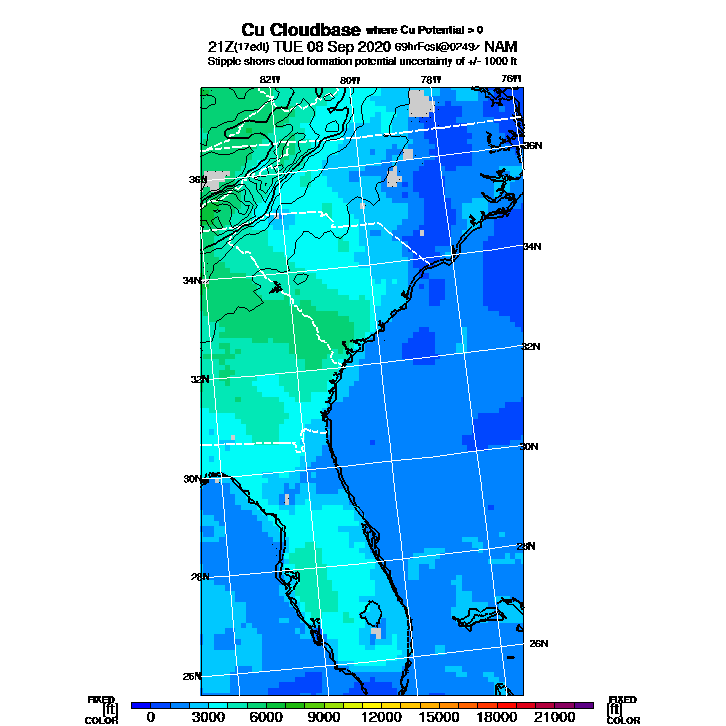 Cu Cloudbase where Cu Potential > 0
21Z(17edt) TUE 08 Sep 2020 69hrFcst@0249z NAM
Stipple shows cloud formation potential uncertainty of +/- 1000 ft
82W 80W 78W 76W
36N 36N
34N 34N
32N 32N
30N 30N
28N 28N
26N 26N
FIXED FIXED
[ft] [ft]
COLOR COLOR
0 3000 6000 9000 12000 15000 18000 21000